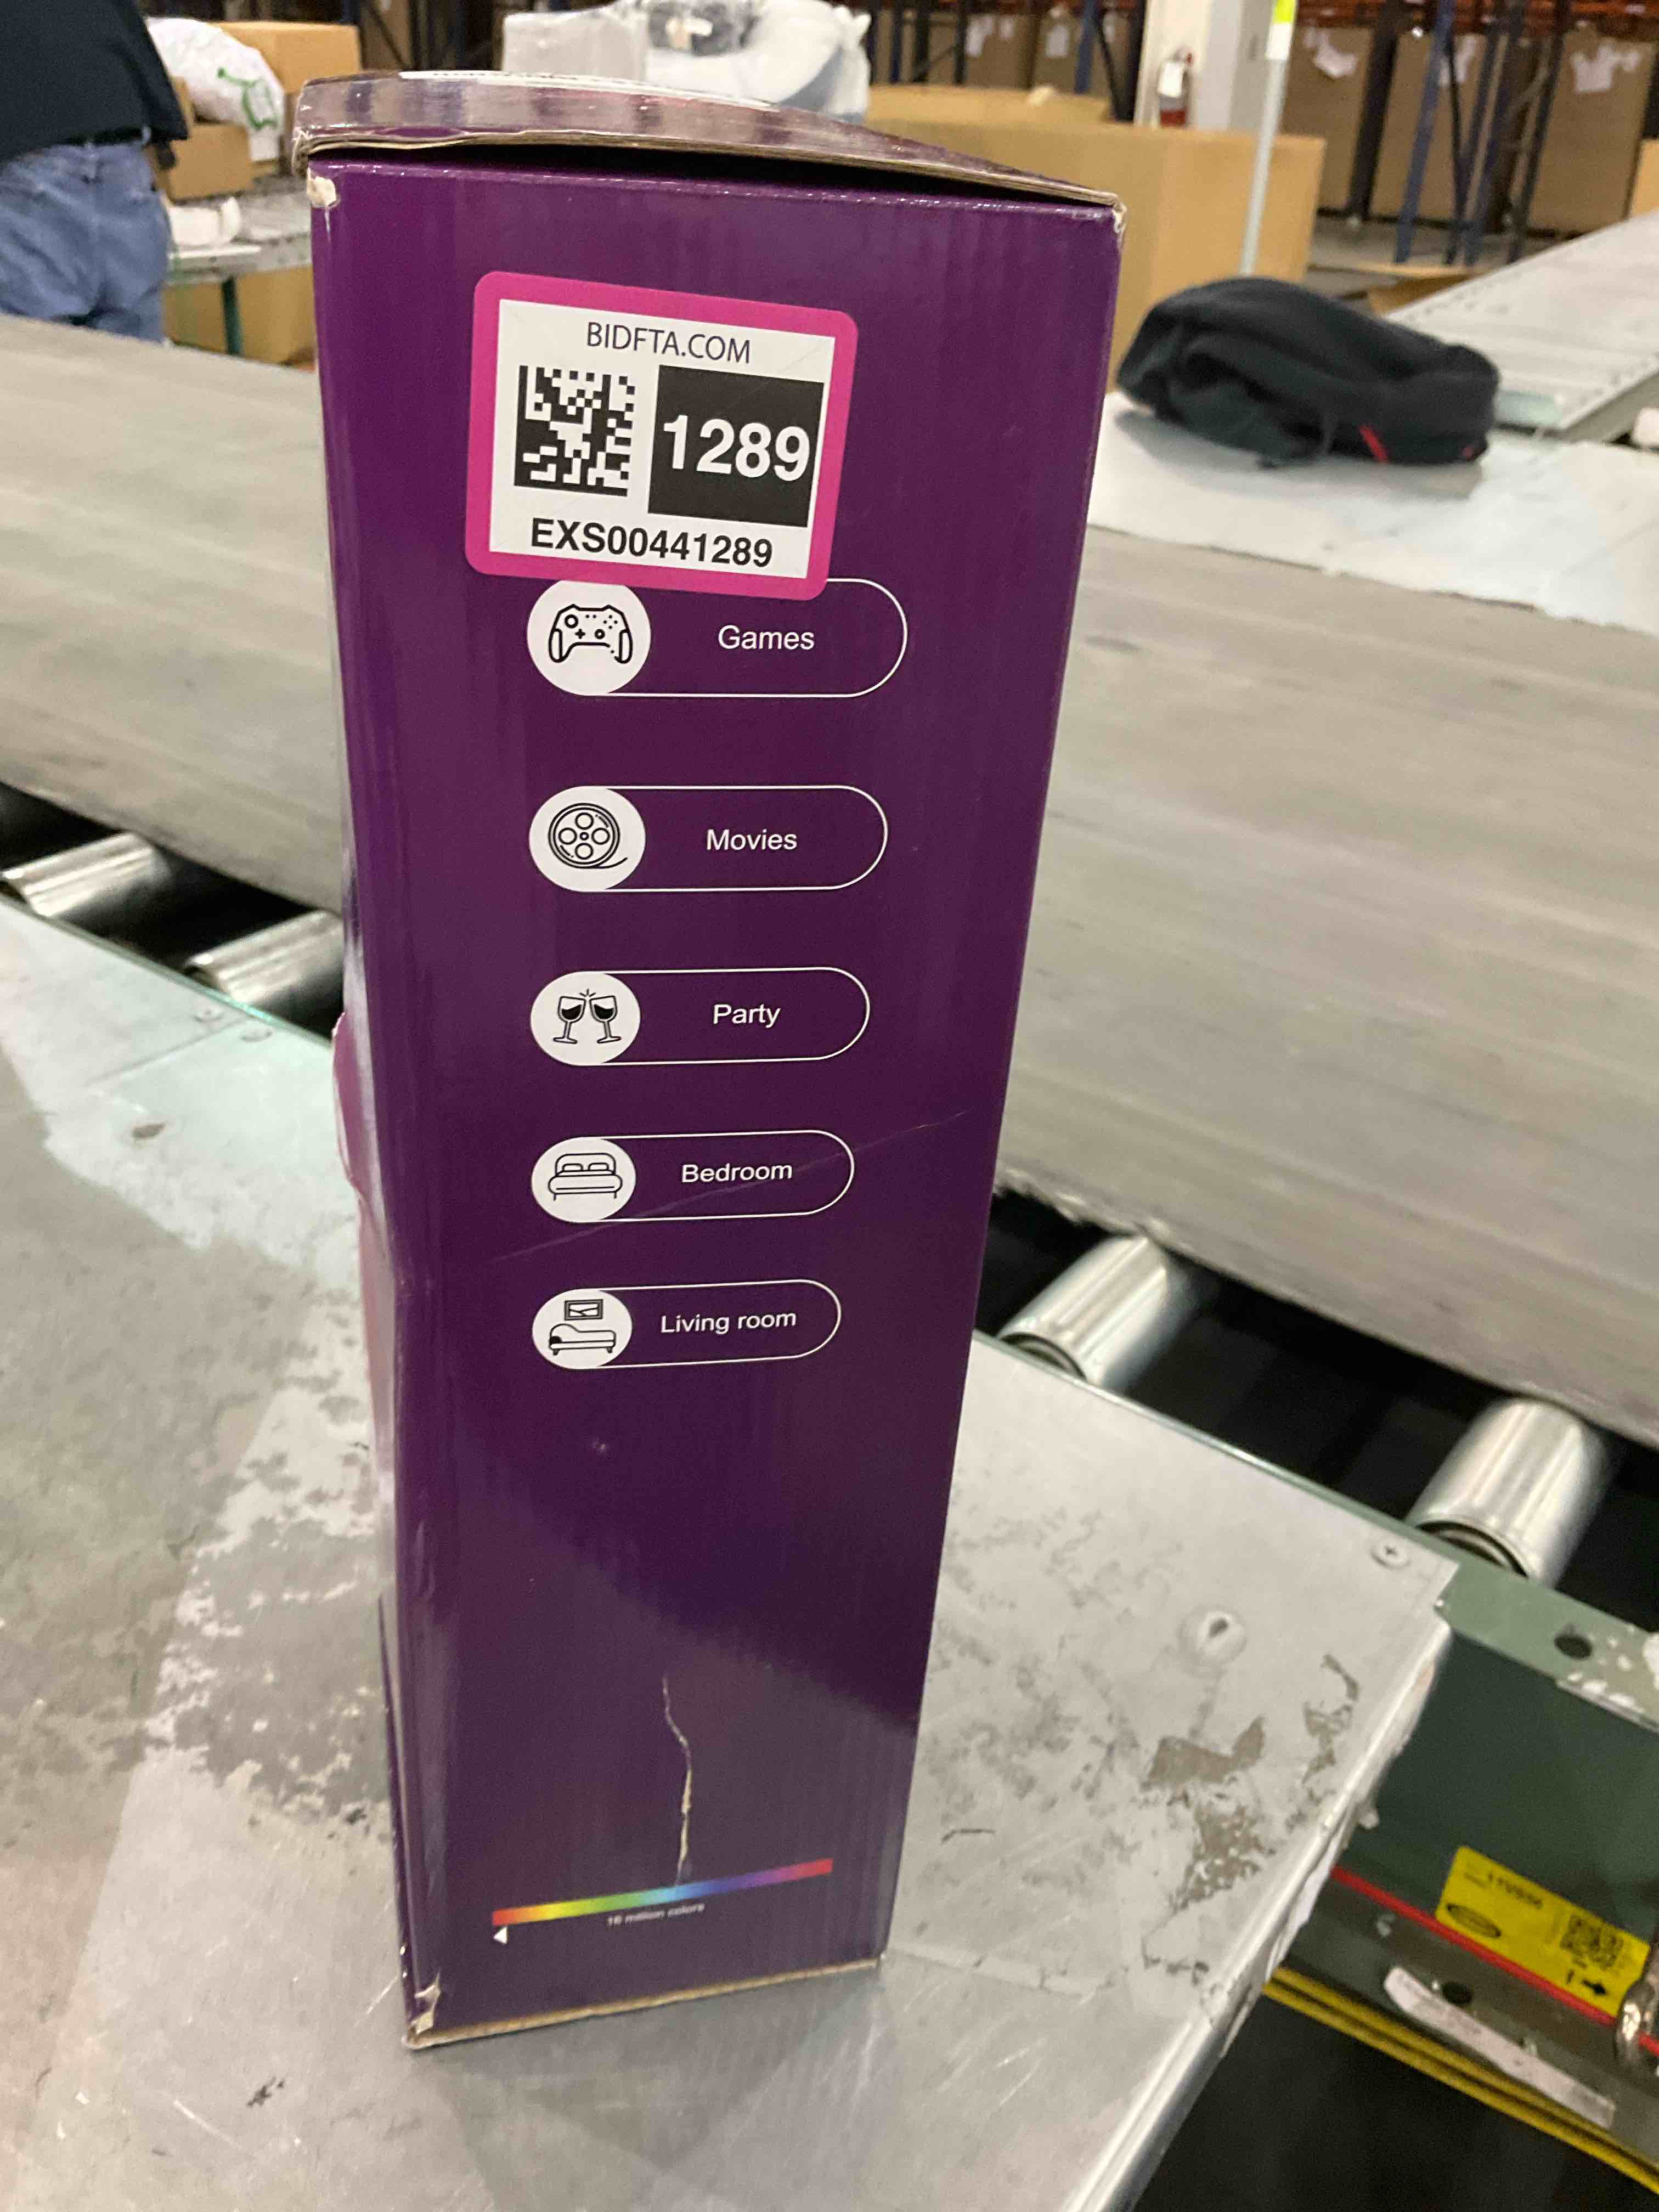 BIDFTA.COM
1289
EXS00441289
Games
Movies
Party
Bedroom
Living room
16 million colors